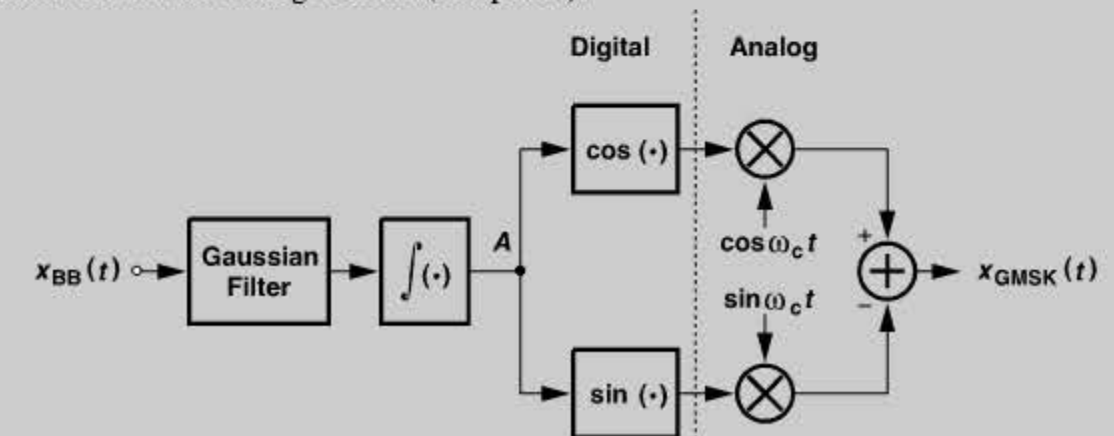 Digital
Analog
cos (·)
cos ω_c t
A
x_BB (t)
Gaussian
Filter
∫(·)
+
x_GMSK (t)
sin ω_c t
−
sin (·)